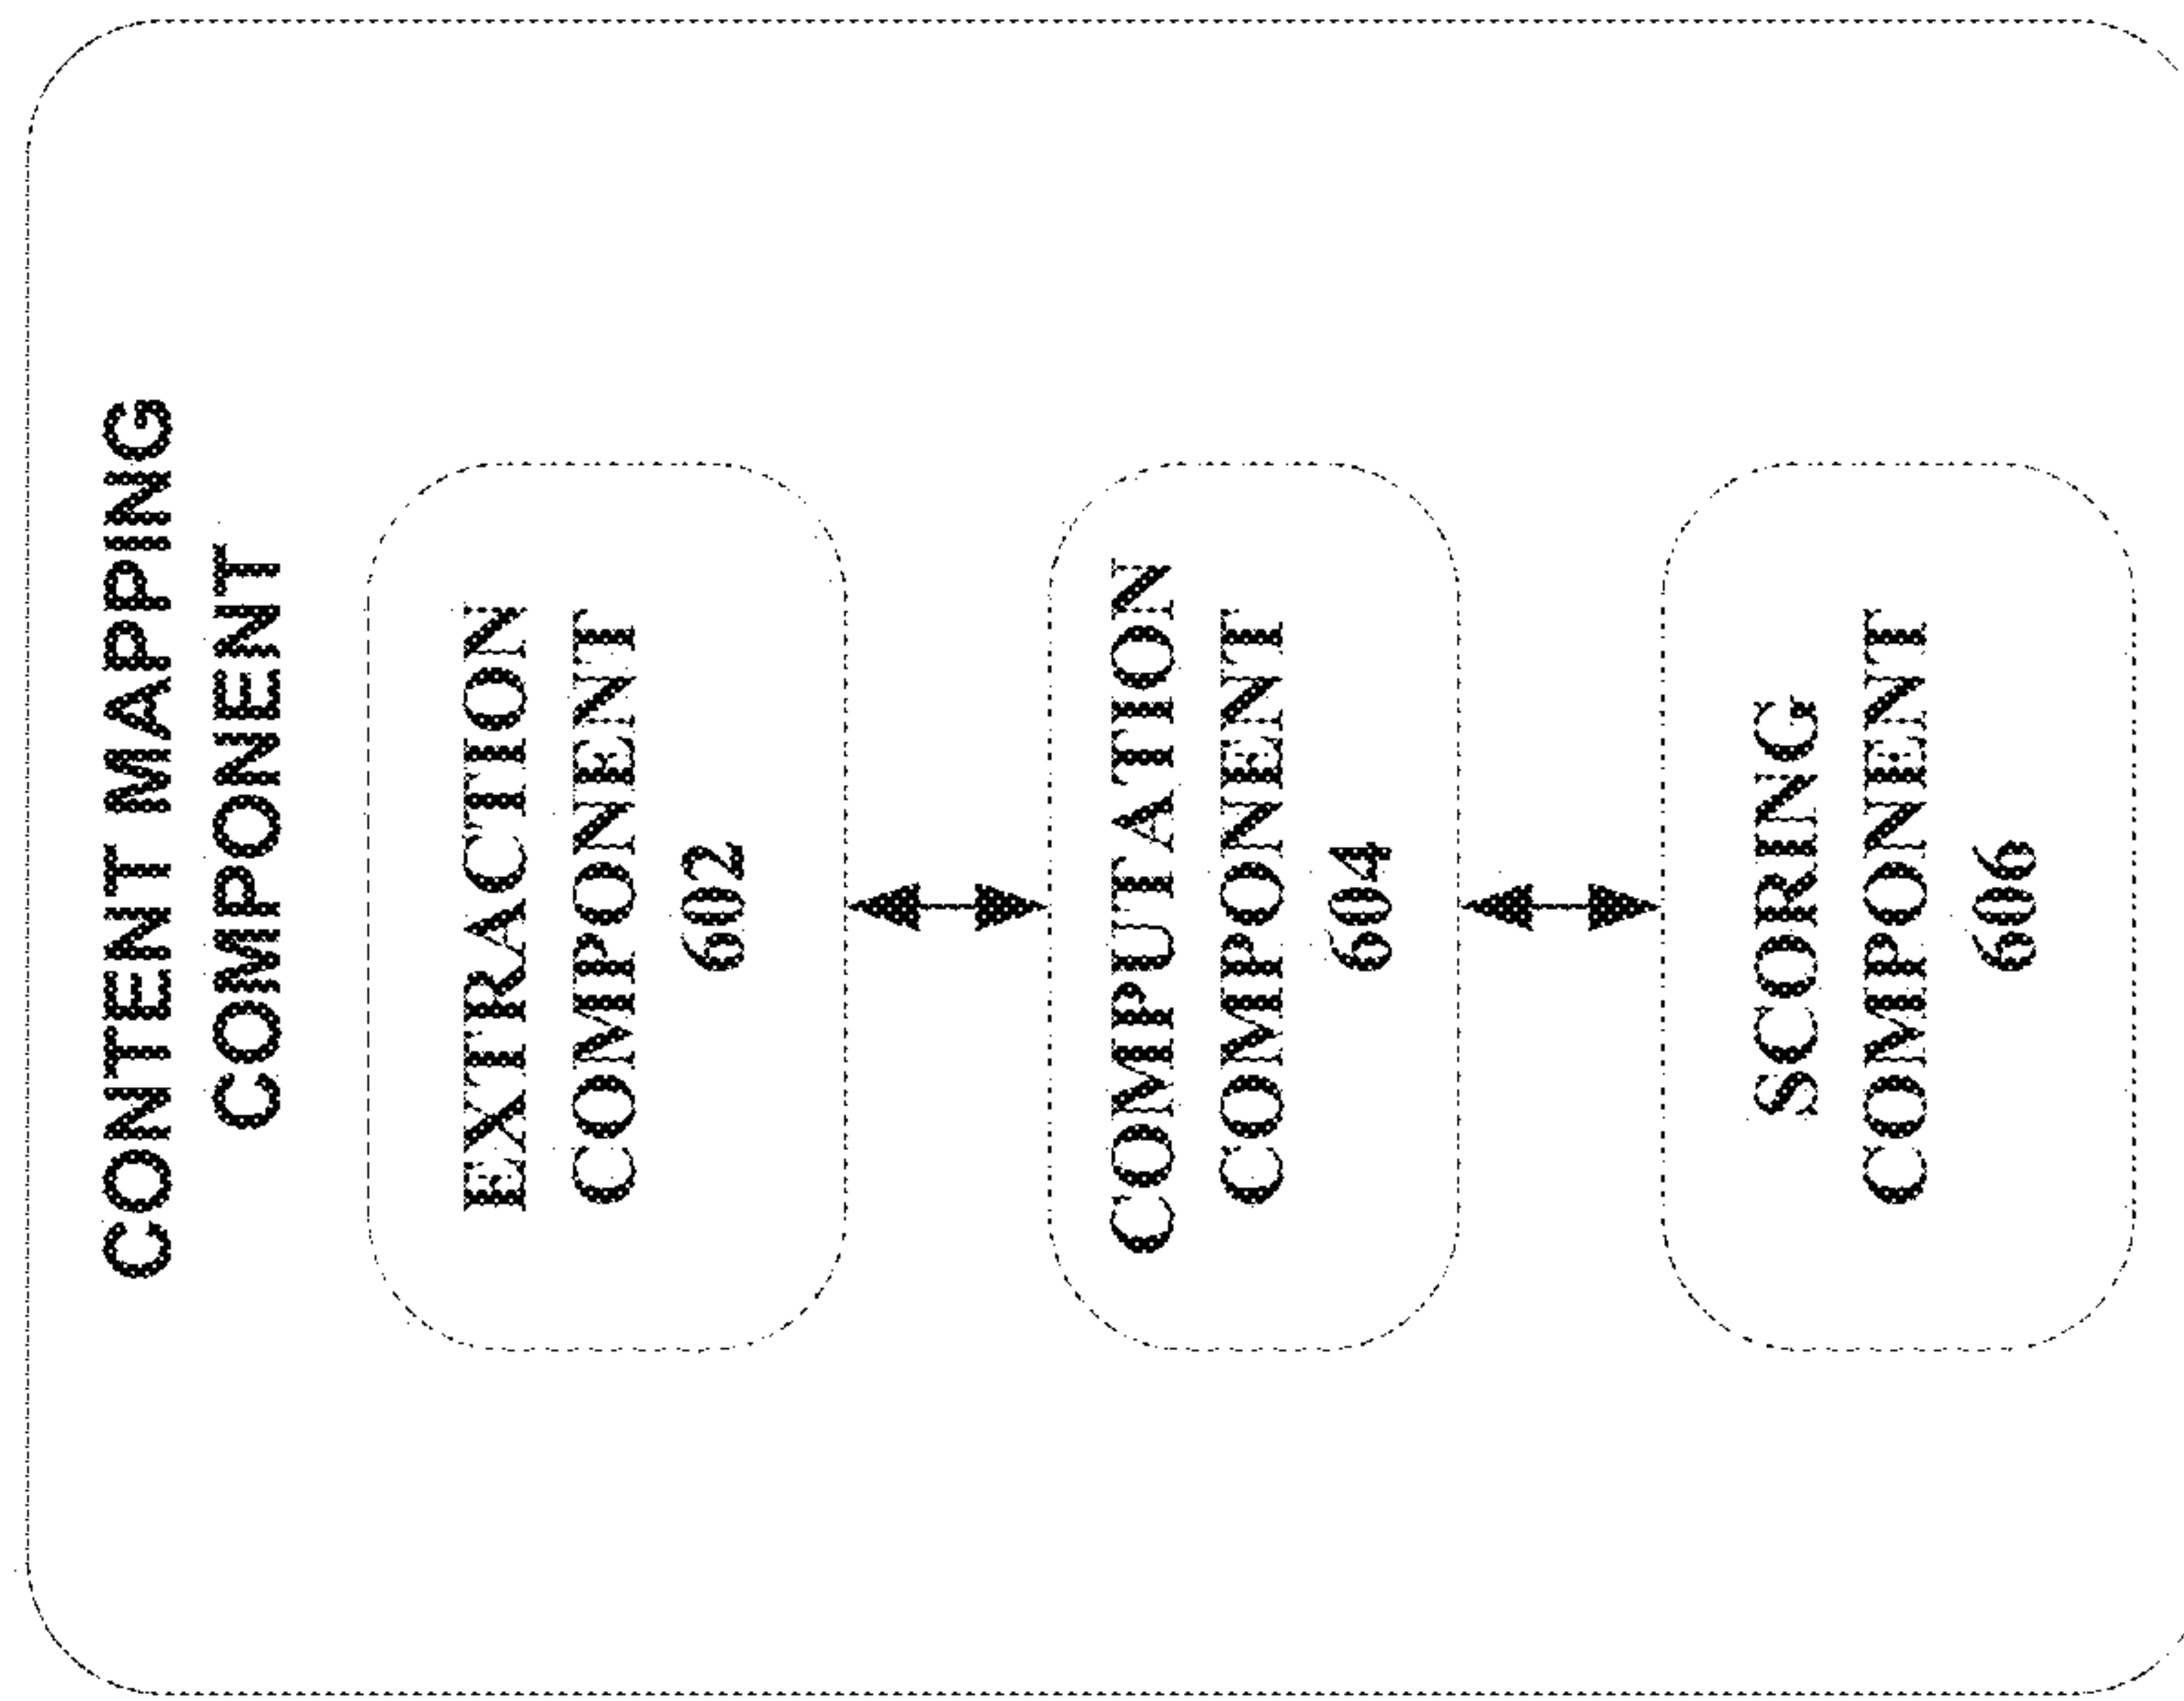 CONTENT MAPPING
COMPONENT
EXTRACTION
COMPONENT
602
COMPUTATION
COMPONENT
604
SCORING
COMPONENT
606